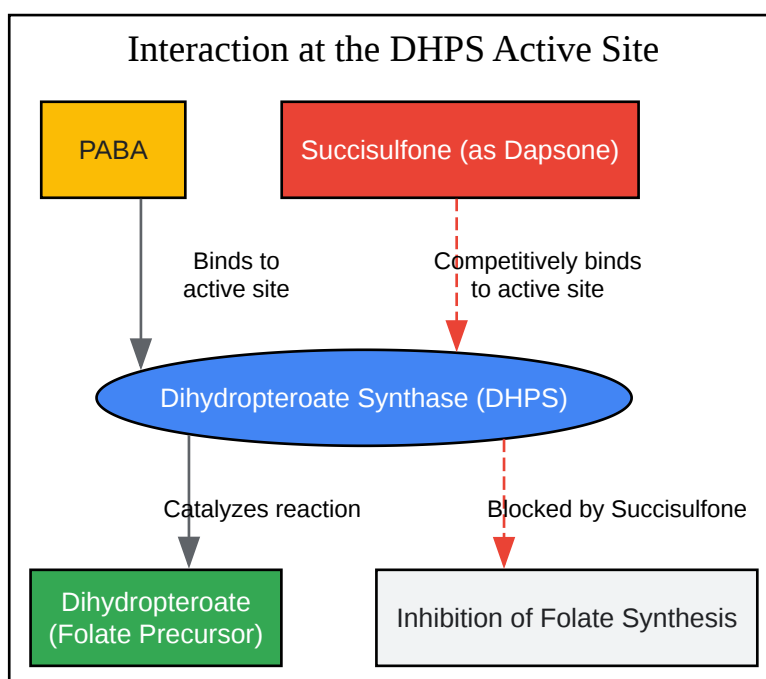 Interaction at the DHPS Active Site
PABA
Succisulfone (as Dapsone)
Binds to
active site
Competitively binds
to active site
Dihydropteroate Synthase (DHPS)
Catalyzes reaction
Blocked by Succisulfone
Dihydropteroate
(Folate Precursor)
Inhibition of Folate Synthesis